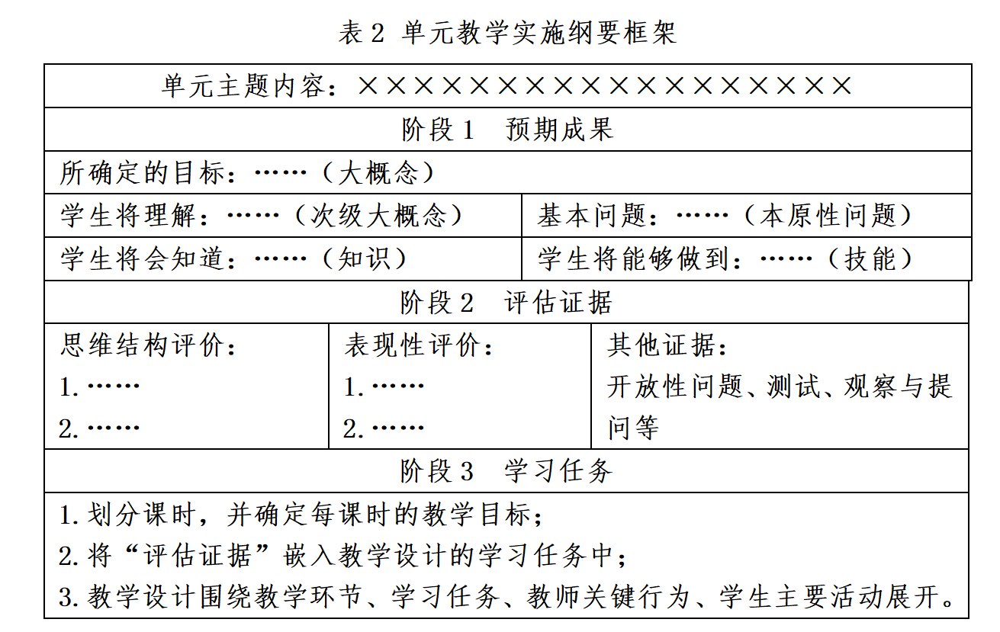 表2 单元教学实施纲要框架
单元主题内容：××××××××××××××××××
阶段1 预期成果
所确定的目标：……（大概念）
学生将理解：……（次级大概念）
基本问题：……（本原性问题）
学生将会知道：……（知识）
学生将能够做到：……（技能）
阶段2 评估证据
思维结构评价：
1.……
2.……
表现性评价：
1.……
2.……
其他证据：
开放性问题、测试、观察与提
问等
阶段3 学习任务
1.划分课时，并确定每课时的教学目标；
2.将“评估证据”嵌入教学设计的学习任务中；
3.教学设计围绕教学环节、学习任务、教师关键行为、学生主要活动展开。